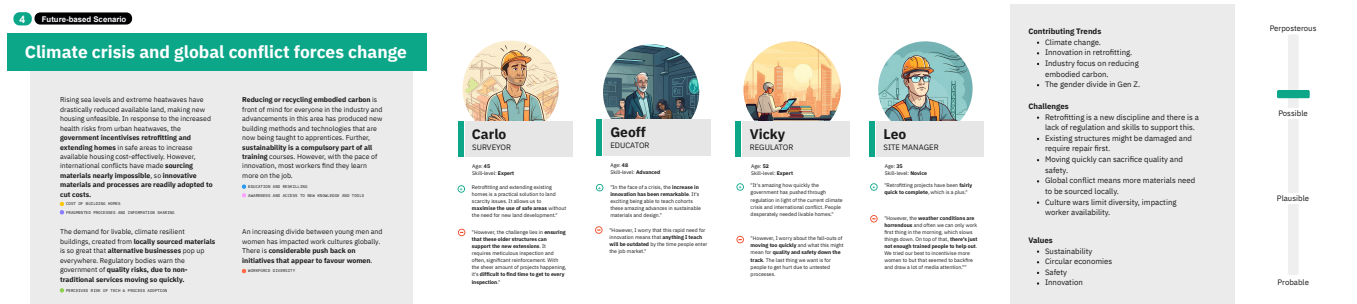 4 Future-based Scenario
Climate crisis and global conflict forces change
Rising sea levels and extreme heatwaves have
drastically reduced available land, making new
housing unfeasible. In response to the increased
health risks from urban heatwaves, the
government incentivises retrofitting and
extending homes in safe areas to increase
available housing cost-effectively. However,
international conflicts have made sourcing
materials nearly impossible, so innovative
materials and processes are readily adopted to
cut costs.
COST OF BUILDING HOMES
FRAGMENTED PROCESSES AND INFORMATION SHARING
Reducing or recycling embodied carbon is
front of mind for everyone in the industry and
advancements in this area has produced new
building methods and technologies that are
now being taught to apprentices. Further,
sustainability is a compulsory part of all
training courses. However, with the pace of
innovation, most workers find they learn
more on the job.
EDUCATION AND RESKILLING
AWARENESS AND ACCESS TO NEW KNOWLEDGE AND TOOLS
The demand for livable, climate resilient
buildings, created from locally sourced materials
is so great that alternative businesses pop up
everywhere. Regulatory bodies warn the
government of quality risks, due to non-
traditional services moving so quickly.
PERCEIVED RISK OF TECH & PROCESS ADOPTION
An increasing divide between young men and
women has impacted work cultures globally.
There is considerable push back on
initiatives that appear to favour women.
WORKFORCE DIVERSITY
Carlo
SURVEYOR
Age: 45
Skill-level: Expert
Retrofitting and extending existing
homes is a practical solution to land
scarcity issues. It allows us to
maximise the use of safe areas without
the need for new land development."
"However, the challenge lies in ensuring
that these older structures can
support the new extensions. It
requires meticulous inspection and
often, significant reinforcement. With
the sheer amount of projects happening,
it's difficult to find time to get to every
inspection."
Geoff
EDUCATOR
Age: 48
Skill-level: Advanced
"In the face of a crisis, the increase in
innovation has been remarkable. It's
exciting being able to teach cohorts
these amazing advances in sustainable
materials and design."
"However, I worry that this rapid need for
innovation means that anything I teach
will be outdated by the time people enter
the job market."
Vicky
REGULATOR
Age: 52
Skill-level: Expert
"It's amazing how quickly the
government has pushed through
regulation in light of the current climate
crisis and international conflict. People
desperately needed livable homes."
"However, I worry about the fall-outs of
moving too quickly and what this might
mean for quality and safety down the
track. The last thing we want is for
people to get hurt due to untested
processes.
Leo
SITE MANAGER
Age: 35
Skill-level: Novice
"Retrofitting projects have been fairly
quick to complete, which is a plus."
"However, the weather conditions are
horrendous and often we can only work
first thing in the morning, which slows
things down. On top of that, there's just
not enough trained people to help out.
We tried our best to incentivise more
women to but that seemed to backfire
and draw a lot of media attention.""
Contributing Trends
• Climate change.
• Innovation in retrofitting.
• Industry focus on reducing
embodied carbon.
• The gender divide in Gen Z.
Challenges
• Retrofitting is a new discipline and there is a
lack of regulation and skills to support this.
• Existing structures might be damaged and
require repair first.
• Moving quickly can sacrifice quality and
safety.
• Global conflict means more materials need
to be sourced locally.
• Culture wars limit diversity, impacting
worker availability.
Values
• Sustainability
• Circular economies
• Safety
• Innovation
Perposterous
Possible
Plausible
Probable